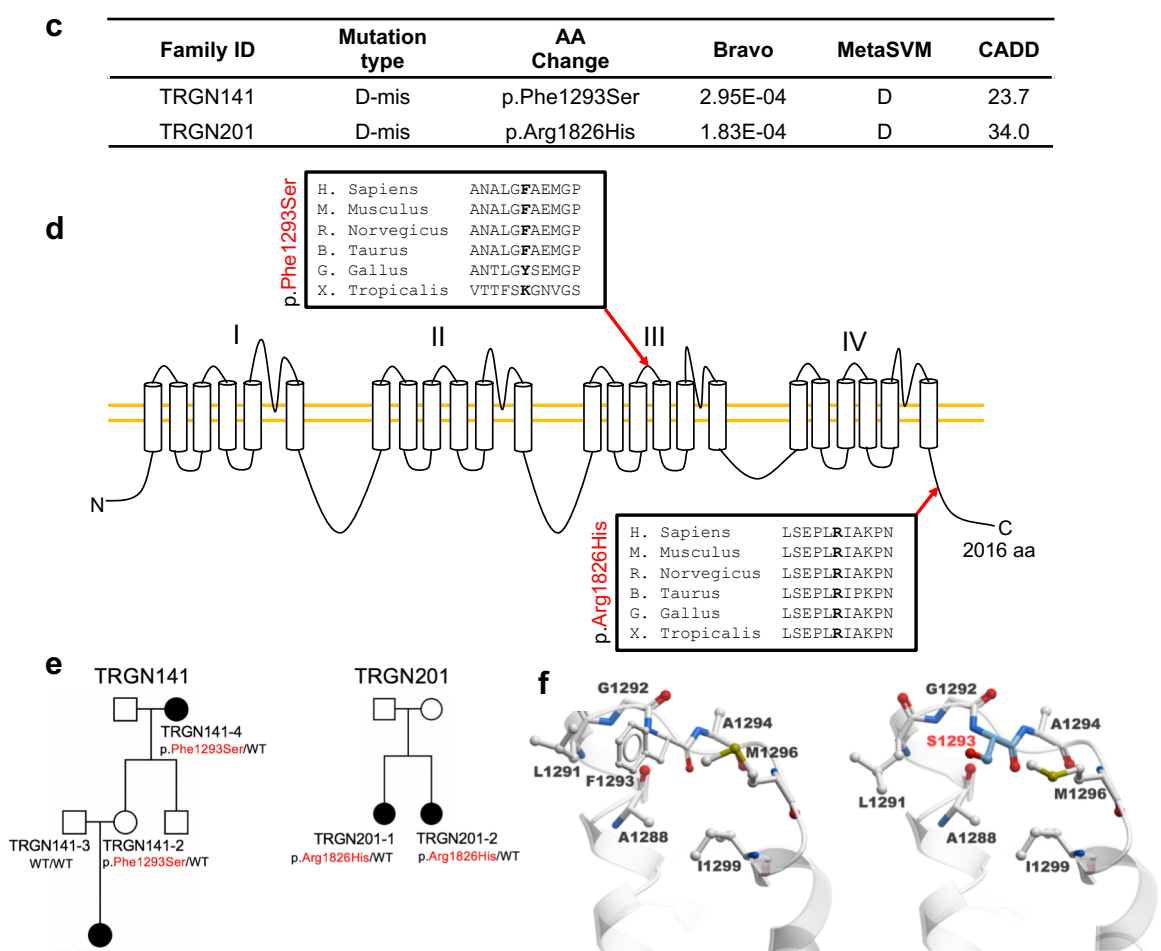 c
Family ID Mutation type AA Change Bravo MetaSVM CADD
TRGN141 D-mis p.Phe1293Ser 2.95E-04 D 23.7
TRGN201 D-mis p.Arg1826His 1.83E-04 D 34.0
d
p.Phe1293Ser
H. Sapiens ANALGFAEMGP
M. Musculus ANALGFAEMGP
R. Norvegicus ANALGFAEMGP
B. Taurus ANALGFAEMGP
G. Gallus ANTLGYSEMGP
X. Tropicalis VTTFSKGNVGS
I II III IV
N
C
2016 aa
p.Arg1826His
H. Sapiens LSEPLRIAKPN
M. Musculus LSEPLRIAKPN
R. Norvegicus LSEPLRIAKPN
B. Taurus LSEPLRIPKPN
G. Gallus LSEPLRIAKPN
X. Tropicalis LSEPLRIAKPN
e
TRGN141
TRGN141-4
p.Phe1293Ser/WT
TRGN141-3
WT/WT
TRGN141-2
p.Phe1293Ser/WT
TRGN201
TRGN201-1
p.Arg1826His/WT
TRGN201-2
p.Arg1826His/WT
f
G1292
A1294
M1296
L1291
F1293
A1288
I1299
G1292
A1294
S1293
M1296
L1291
A1288
I1299